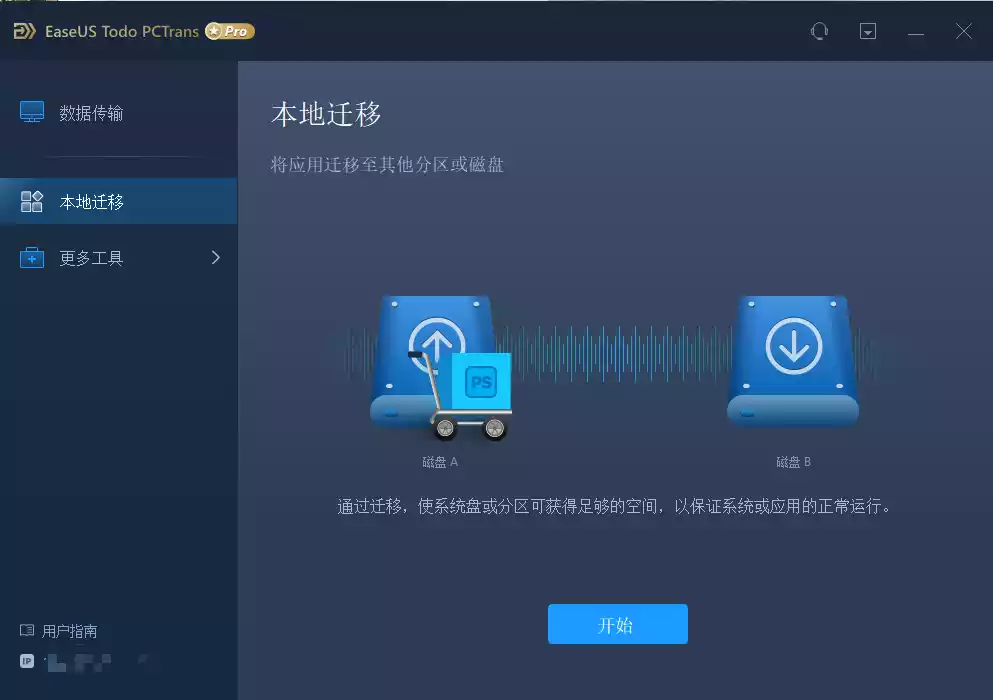 EaseUS Todo PCTrans Pro
数据传输
本地迁移
更多工具
本地迁移
将应用迁移至其他分区或磁盘
PS
磁盘 A
磁盘 B
通过迁移，使系统盘或分区可获得足够的空间，以保证系统或应用的正常运行。
开始
用户指南
IP